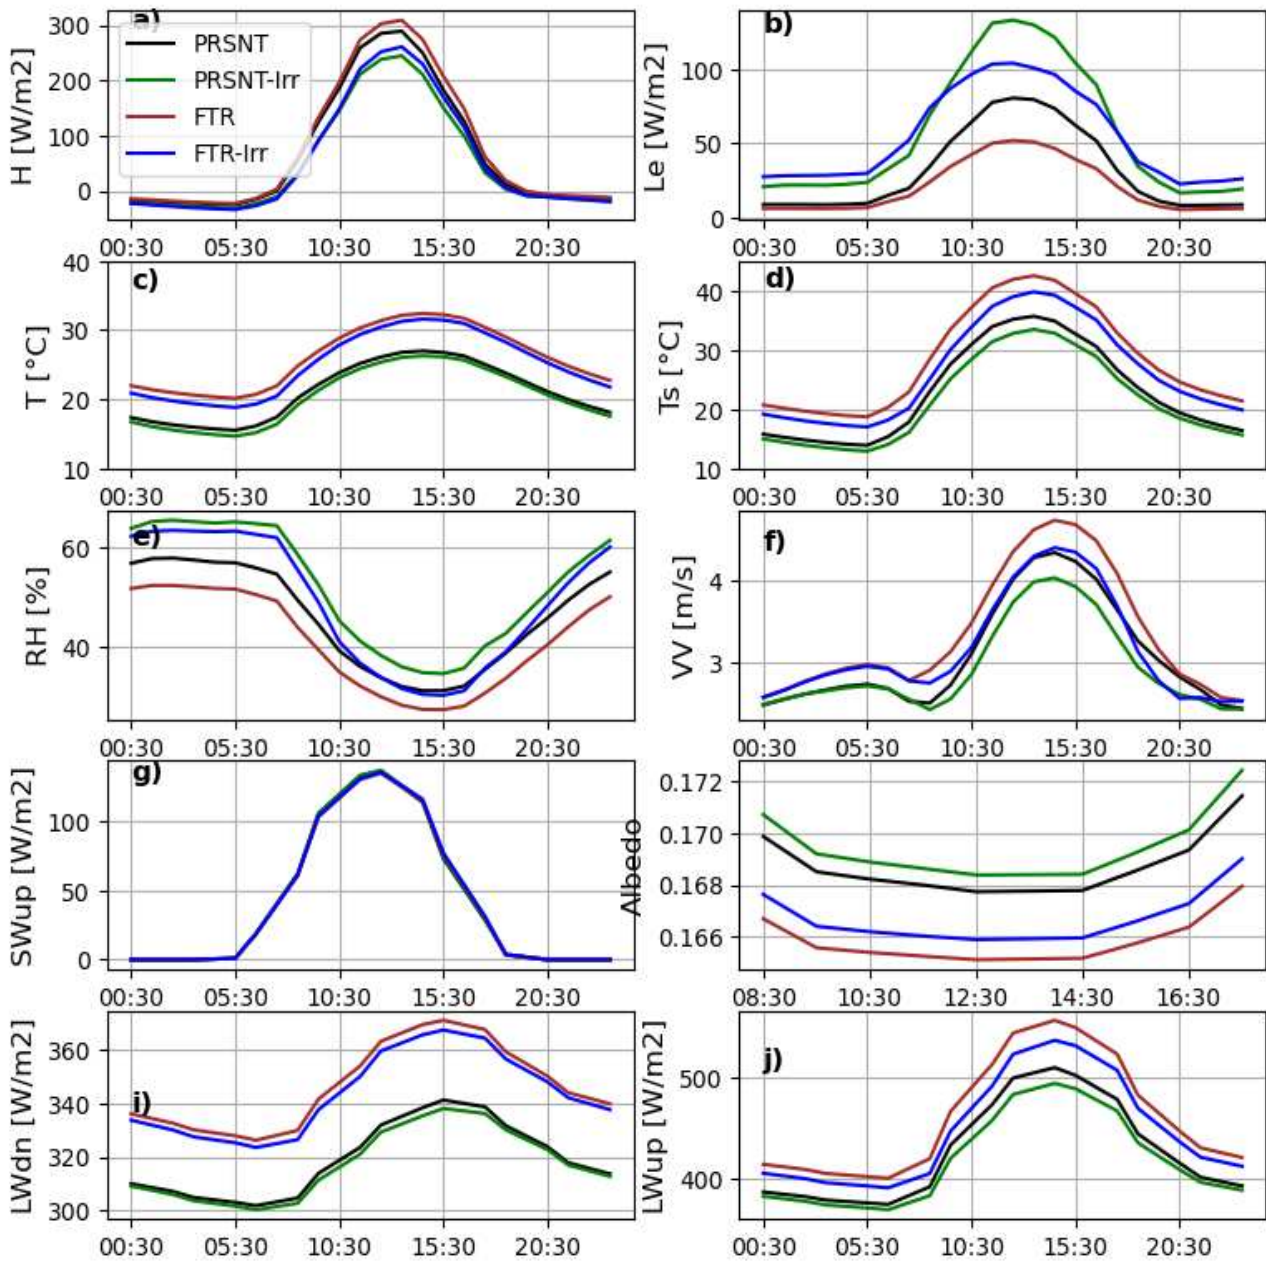 a)
PRSNT
PRSNT-Irr
FTR
FTR-Irr
H [W/m2]
300
200
100
0
00:30 05:30 10:30 15:30 20:30
b)
Le [W/m2]
100
50
0
00:30 05:30 10:30 15:30 20:30
c)
T [°C]
40
30
20
10
00:30 05:30 10:30 15:30 20:30
d)
Ts [°C]
40
30
20
10
00:30 05:30 10:30 15:30 20:30
e)
RH [%]
60
40
00:30 05:30 10:30 15:30 20:30
f)
VV [m/s]
4
3
00:30 05:30 10:30 15:30 20:30
g)
SWup [W/m2]
100
50
0
00:30 05:30 10:30 15:30 20:30
Albedo
0.172
0.170
0.168
0.166
08:30 10:30 12:30 14:30 16:30
i)
LWdn [W/m2]
360
340
320
300
00:30 05:30 10:30 15:30 20:30
j)
LWup [W/m2]
500
400
00:30 05:30 10:30 15:30 20:30